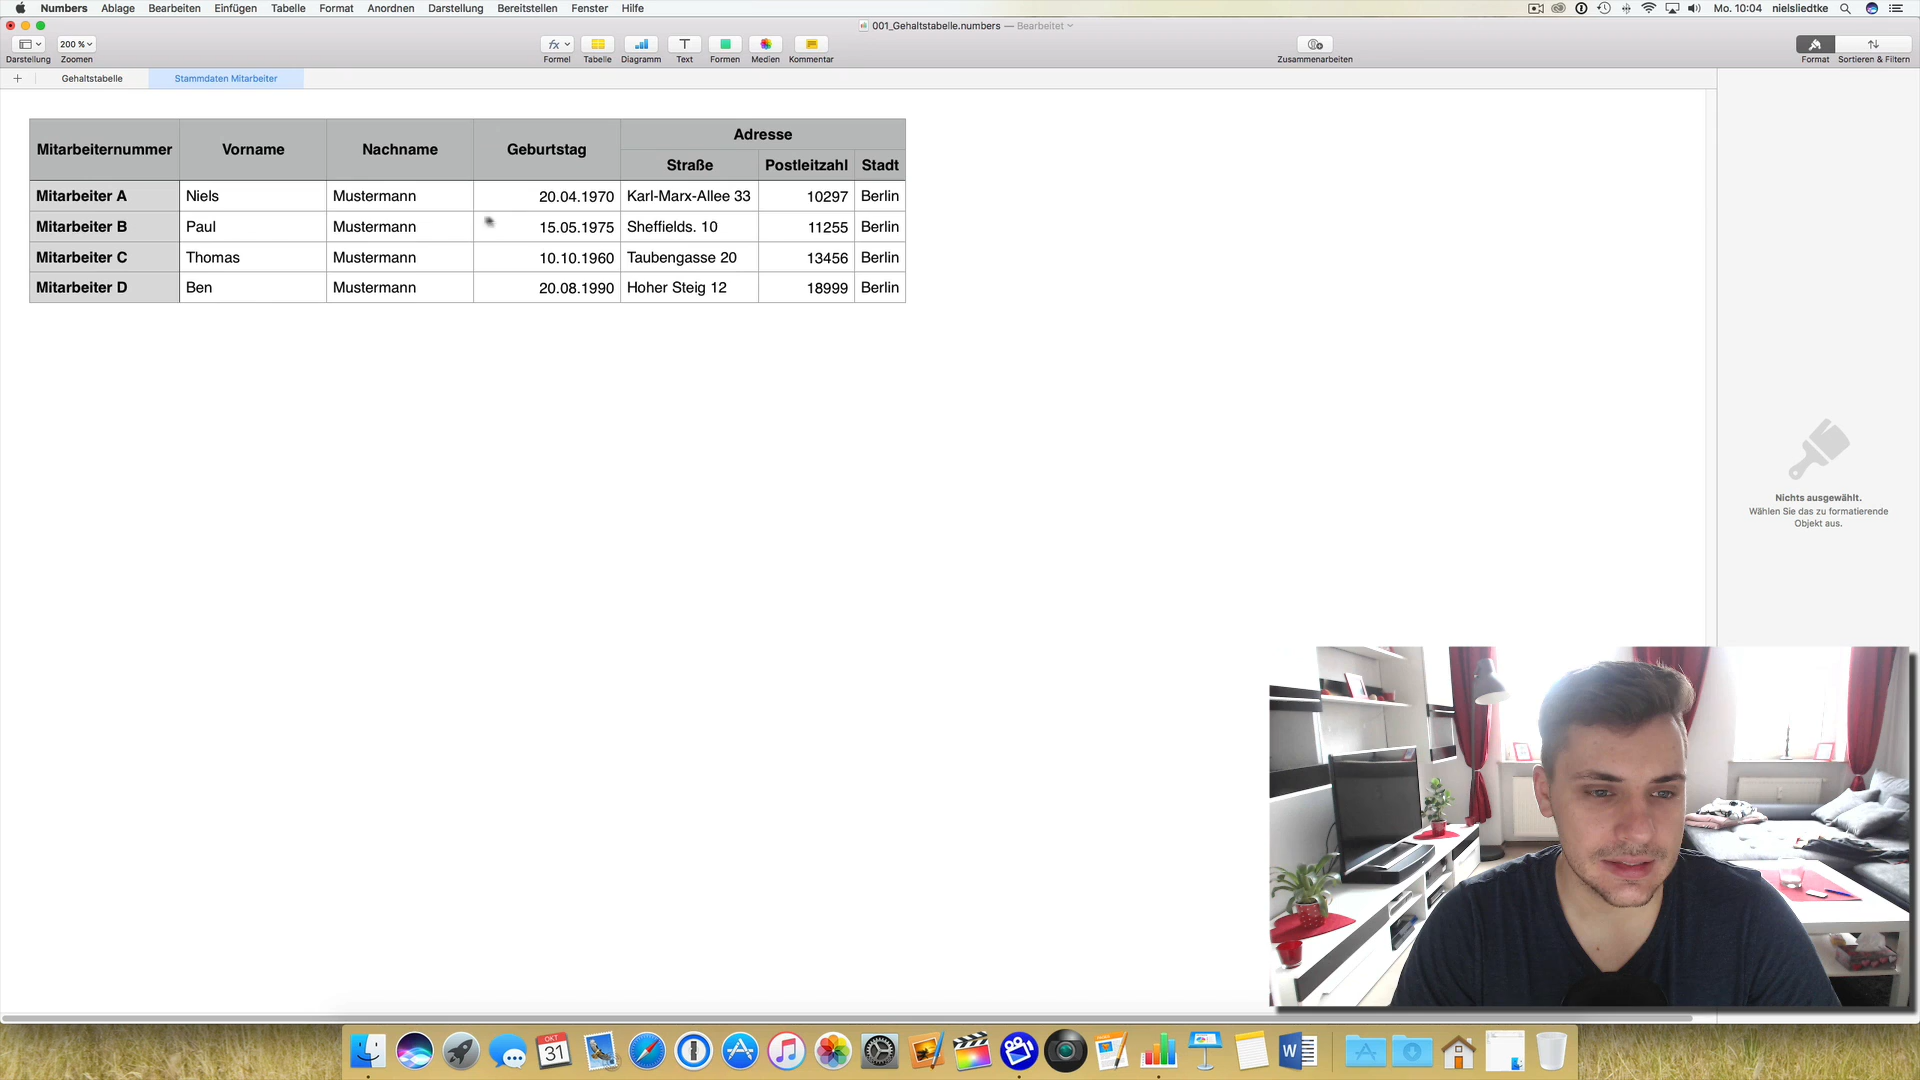 Numbers Ablage Bearbeiten Einfügen Tabelle Format Anordnen Darstellung Bereitstellen Fenster Hilfe Mo. 10:04 nielsliedtke
001_Gehaltstabelle.numbers — Bearbeitet
200 %
Darstellung Zoomen Formel Tabelle Diagramm Text Formen Medien Kommentar Zusammenarbeiten Format Sortieren & Filtern
Gehaltstabelle Stammdaten Mitarbeiter
Mitarbeiternummer Vorname Nachname Geburtstag Adresse
Straße Postleitzahl Stadt
Mitarbeiter A Niels Mustermann 20.04.1970 Karl-Marx-Allee 33 10297 Berlin
Mitarbeiter B Paul Mustermann 15.05.1975 Sheffields. 10 11255 Berlin
Mitarbeiter C Thomas Mustermann 10.10.1960 Taubengasse 20 13456 Berlin
Mitarbeiter D Ben Mustermann 20.08.1990 Hoher Steig 12 18999 Berlin
Nichts ausgewählt.
Wählen Sie das zu formatierende
Objekt aus.
OKT
31
W